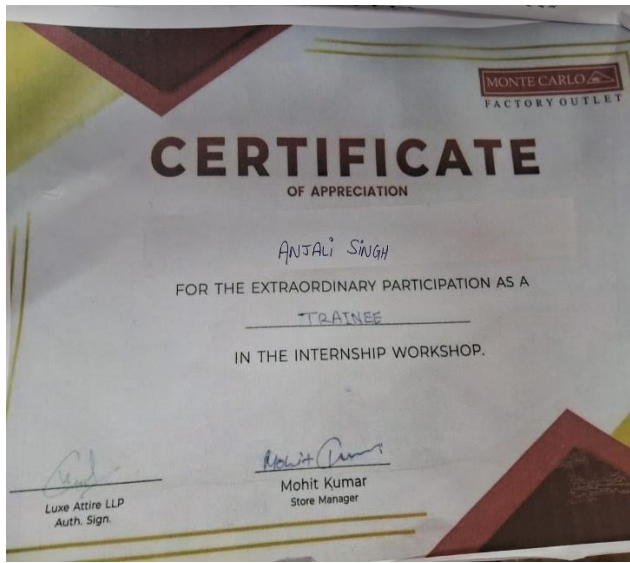 MONTE CARLO
FACTORY OUTLET
CERTIFICATE
OF APPRECIATION
ANJALi SiNGH
FOR THE EXTRAORDINARY PARTICIPATION AS A
TRAINEE
IN THE INTERNSHIP WORKSHOP.
Mohit Kumar
Mohit Kumar
Store Manager
Luxe Attire LLP
Auth. Sign.